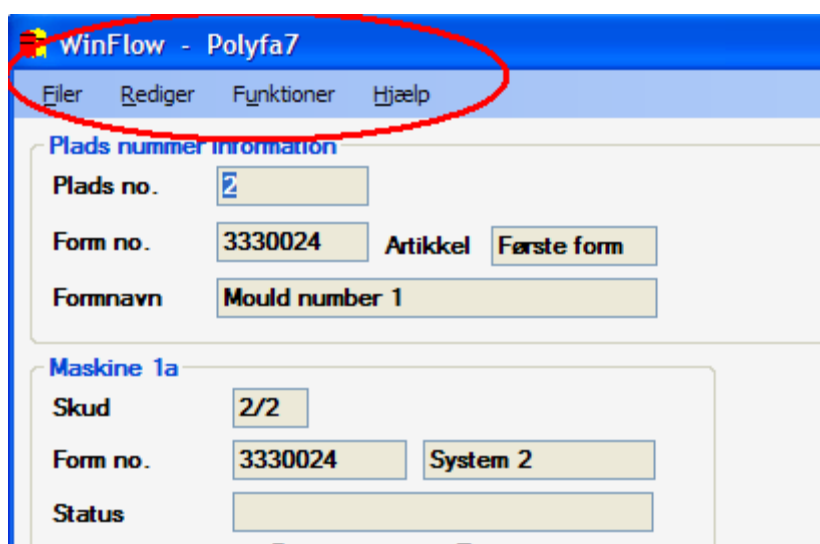 WinFlow - Polyfa7
Filer Rediger Funktioner Hjælp
Plads nummer information
Plads no. 2
Form no. 3330024 Artikkel Første form
Formnavn Mould number 1
Maskine 1a
Skud 2/2
Form no. 3330024 System 2
Status